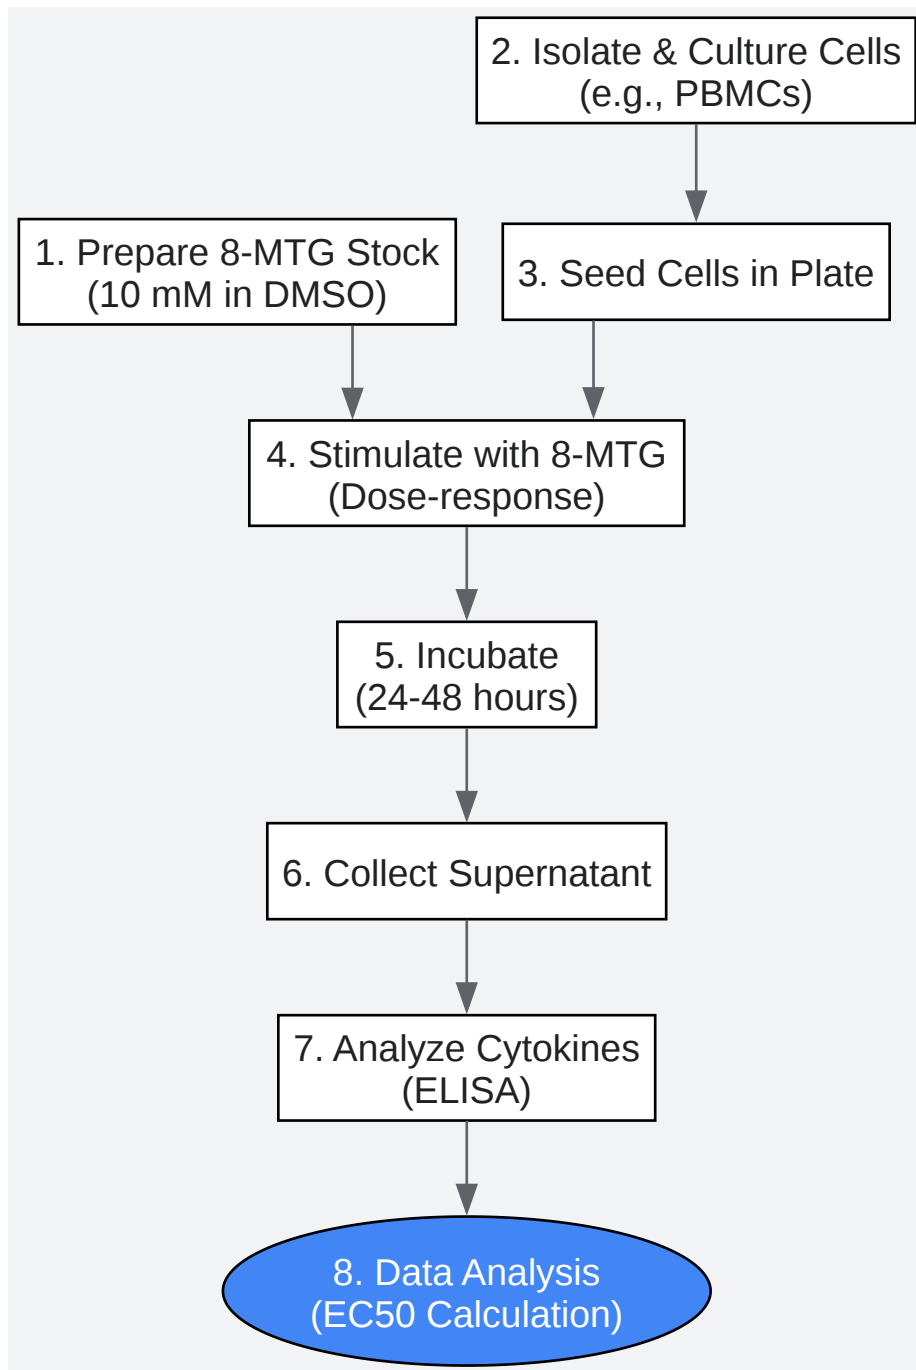 2. Isolate & Culture Cells
(e.g., PBMCs)
1. Prepare 8-MTG Stock
(10 mM in DMSO)
3. Seed Cells in Plate
4. Stimulate with 8-MTG
(Dose-response)
5. Incubate
(24-48 hours)
6. Collect Supernatant
7. Analyze Cytokines
(ELISA)
8. Data Analysis
(EC50 Calculation)